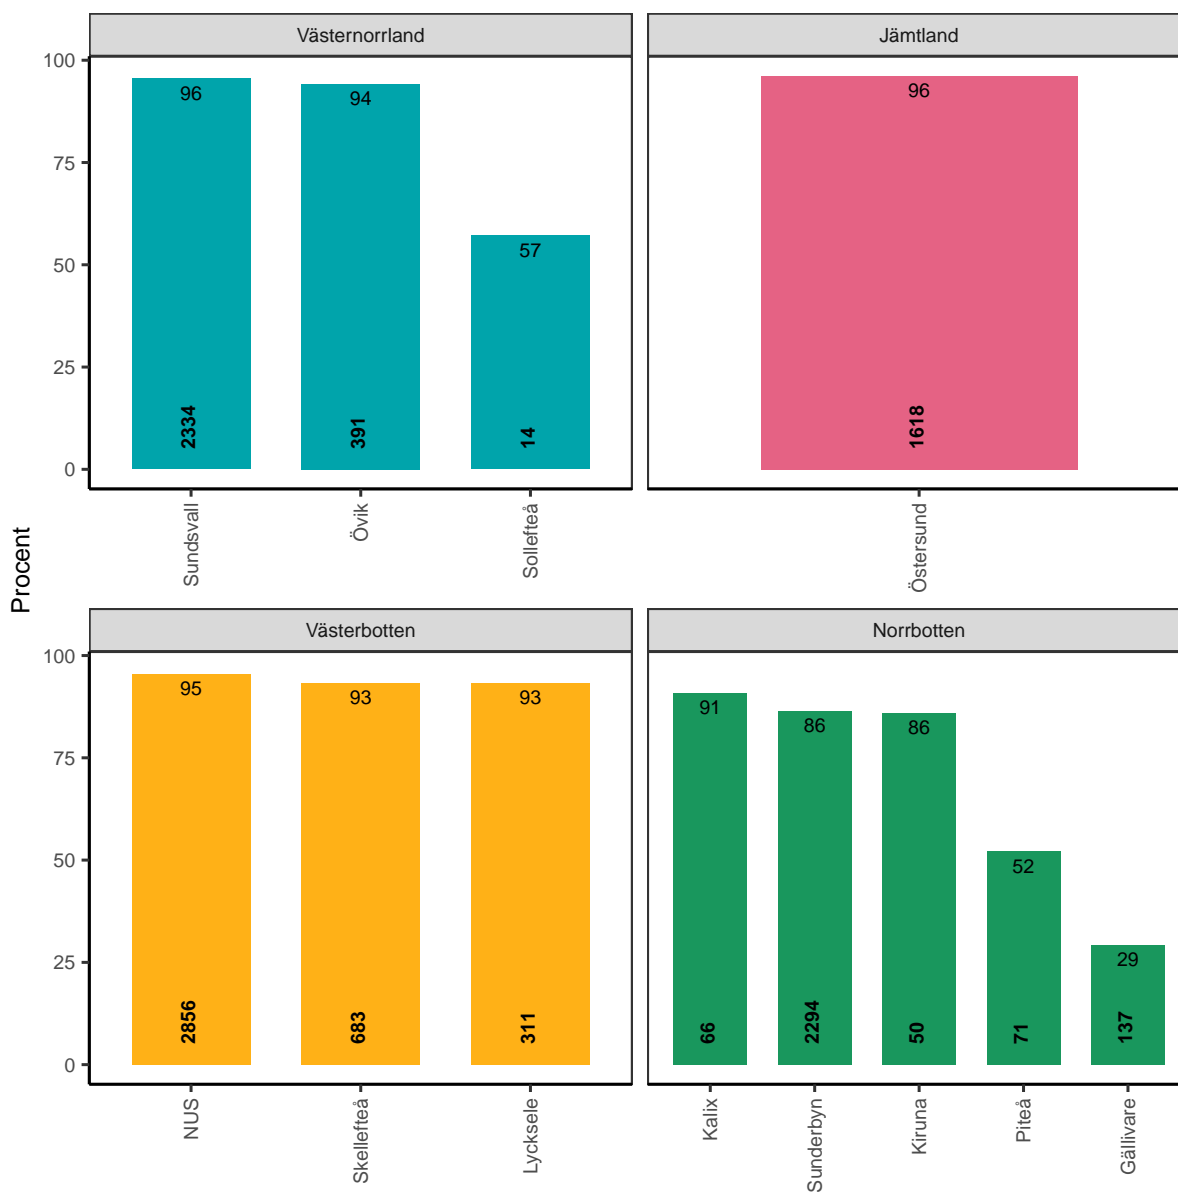 Procent
Västernorrland
100
75
50
25
0
96
94
57
2334
391
14
Sundsvall
Övik
Sollefteå
Jämtland
96
1618
Östersund
Västerbotten
100
75
50
25
0
95
93
93
2856
683
311
NUS
Skellefteå
Lycksele
Norrbotten
91
86
86
52
29
66
2294
50
71
137
Kalix
Sunderbyn
Kiruna
Piteå
Gällivare